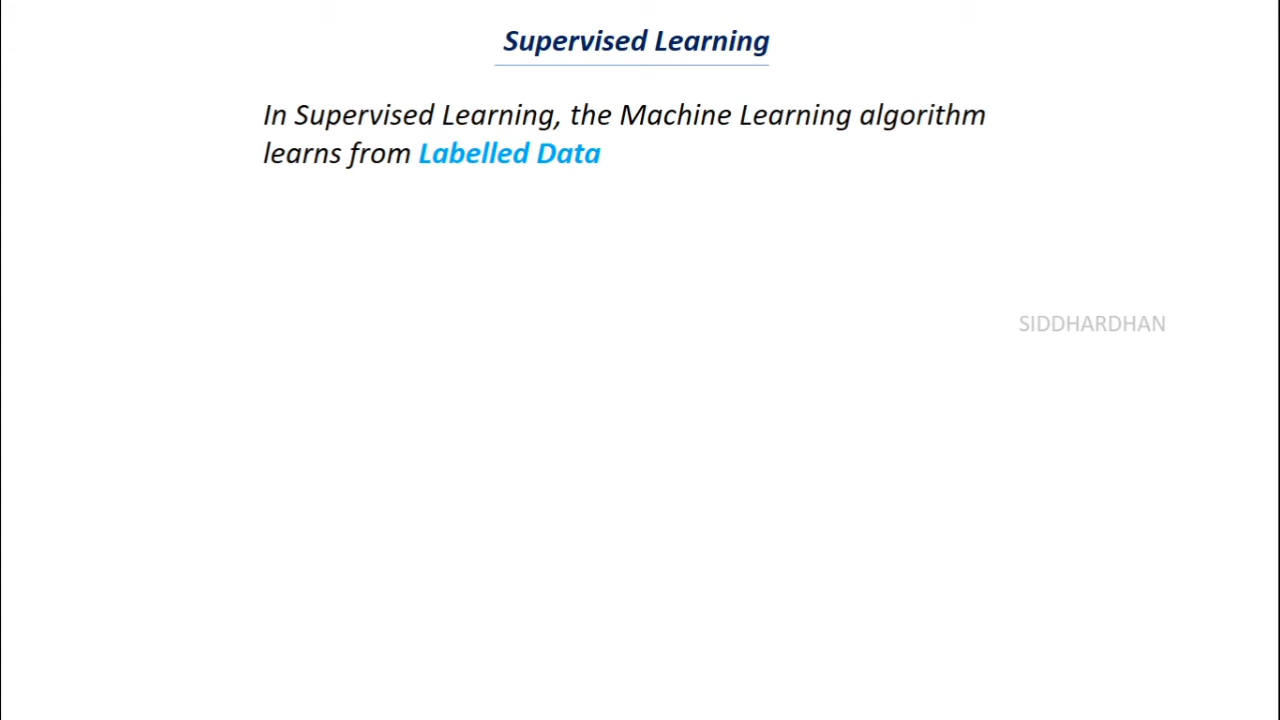 Supervised Learning
In Supervised Learning, the Machine Learning algorithm
learns from Labelled Data
SIDDHARDHAN